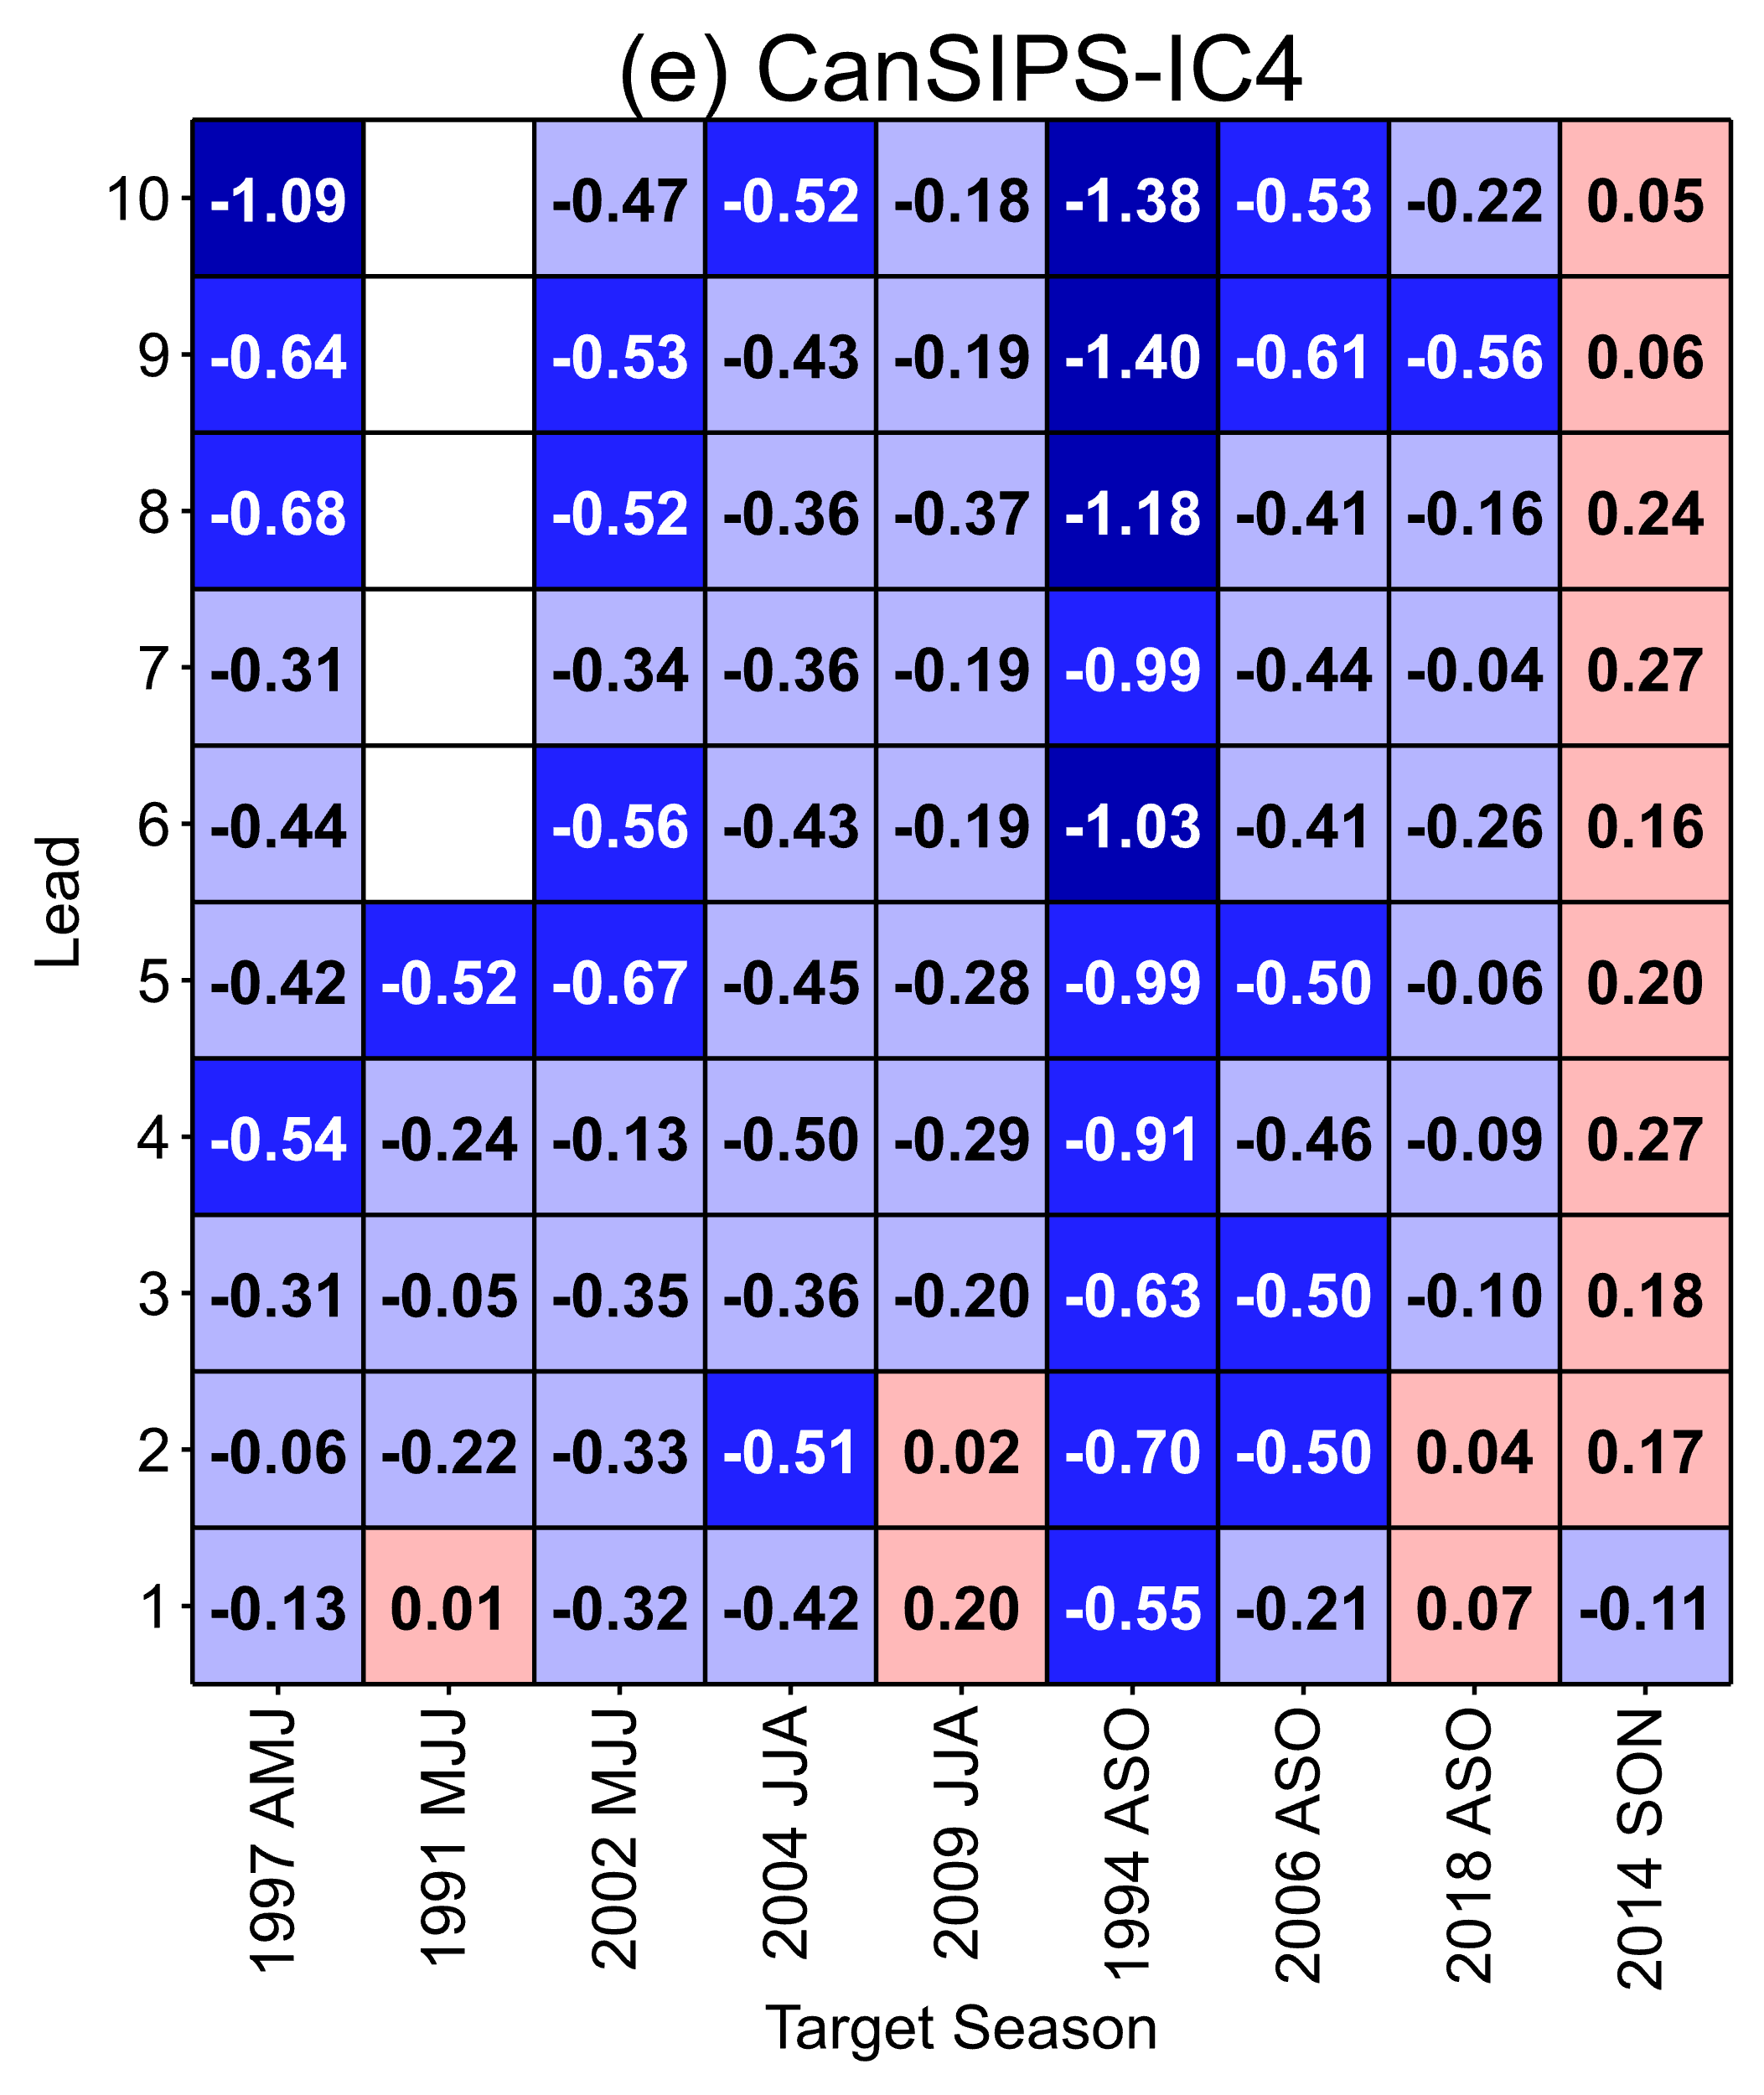 (e) CanSIPS-IC4
10 -1.09 -0.47 -0.52 -0.18 -1.38 -0.53 -0.22 0.05
9 -0.64 -0.53 -0.43 -0.19 -1.40 -0.61 -0.56 0.06
8 -0.68 -0.52 -0.36 -0.37 -1.18 -0.41 -0.16 0.24
7 -0.31 -0.34 -0.36 -0.19 -0.99 -0.44 -0.04 0.27
6 -0.44 -0.56 -0.43 -0.19 -1.03 -0.41 -0.26 0.16
5 -0.42 -0.52 -0.67 -0.45 -0.28 -0.99 -0.50 -0.06 0.20
4 -0.54 -0.24 -0.13 -0.50 -0.29 -0.91 -0.46 -0.09 0.27
3 -0.31 -0.05 -0.35 -0.36 -0.20 -0.63 -0.50 -0.10 0.18
2 -0.06 -0.22 -0.33 -0.51 0.02 -0.70 -0.50 0.04 0.17
1 -0.13 0.01 -0.32 -0.42 0.20 -0.55 -0.21 0.07 -0.11
Lead
1997 AMJ
1991 MJJ
2002 MJJ
2004 JJA
2009 JJA
1994 ASO
2006 ASO
2018 ASO
2014 SON
Target Season